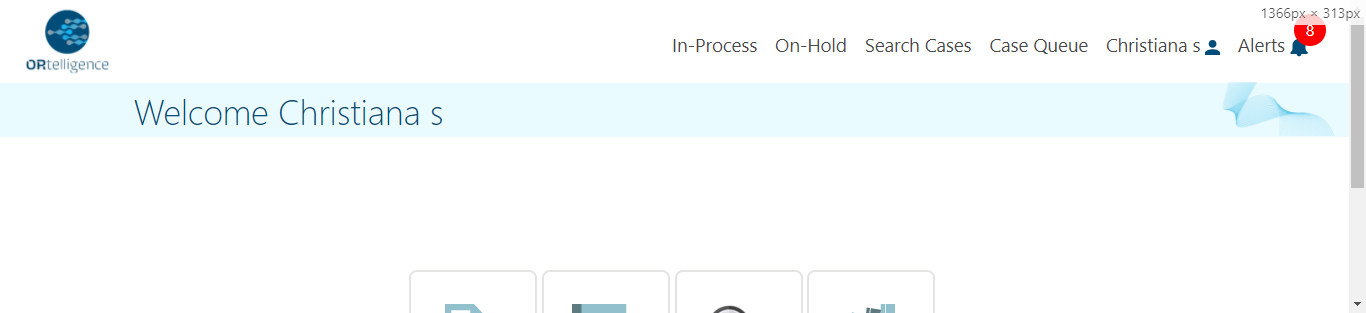 1366px × 313px
ORtelligence
In-Process On-Hold Search Cases Case Queue Christiana s Alerts 8
Welcome Christiana s